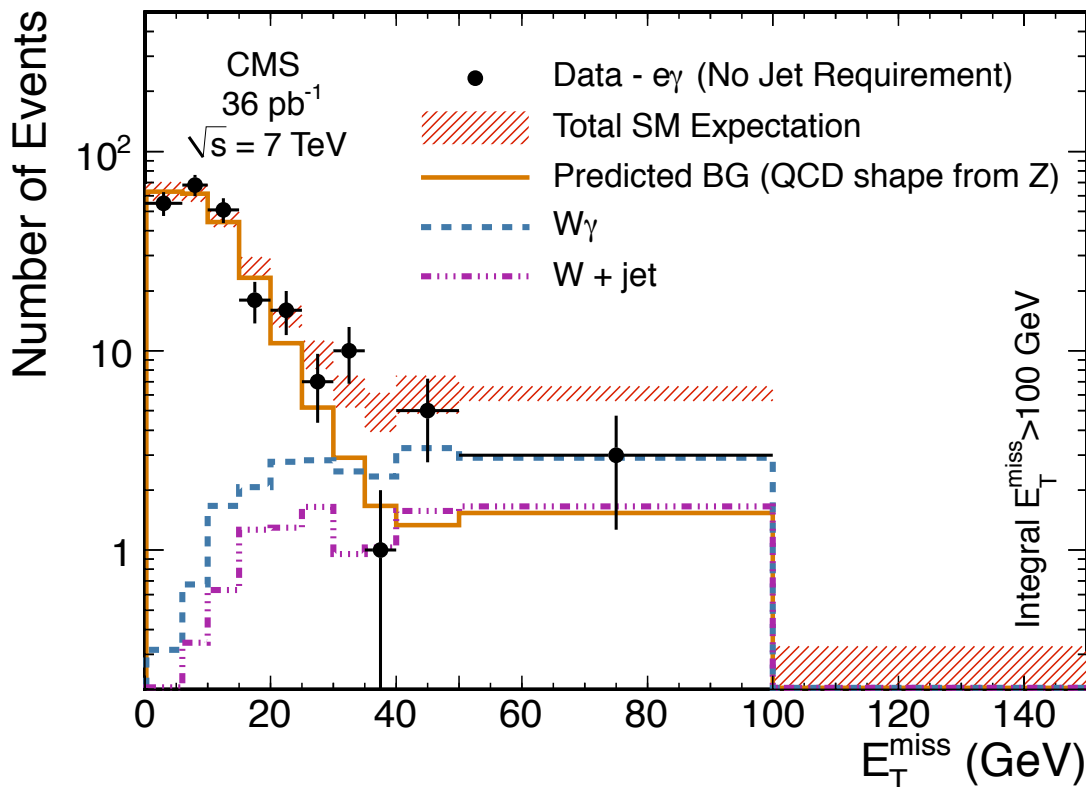 Number of Events
CMS
36 pb⁻¹
√s = 7 TeV
Data - eγ (No Jet Requirement)
Total SM Expectation
Predicted BG (QCD shape from Z)
Wγ
W + jet
10²
10
1
Integral E_T^miss>100 GeV
0 20 40 60 80 100 120 140
E_T^miss (GeV)